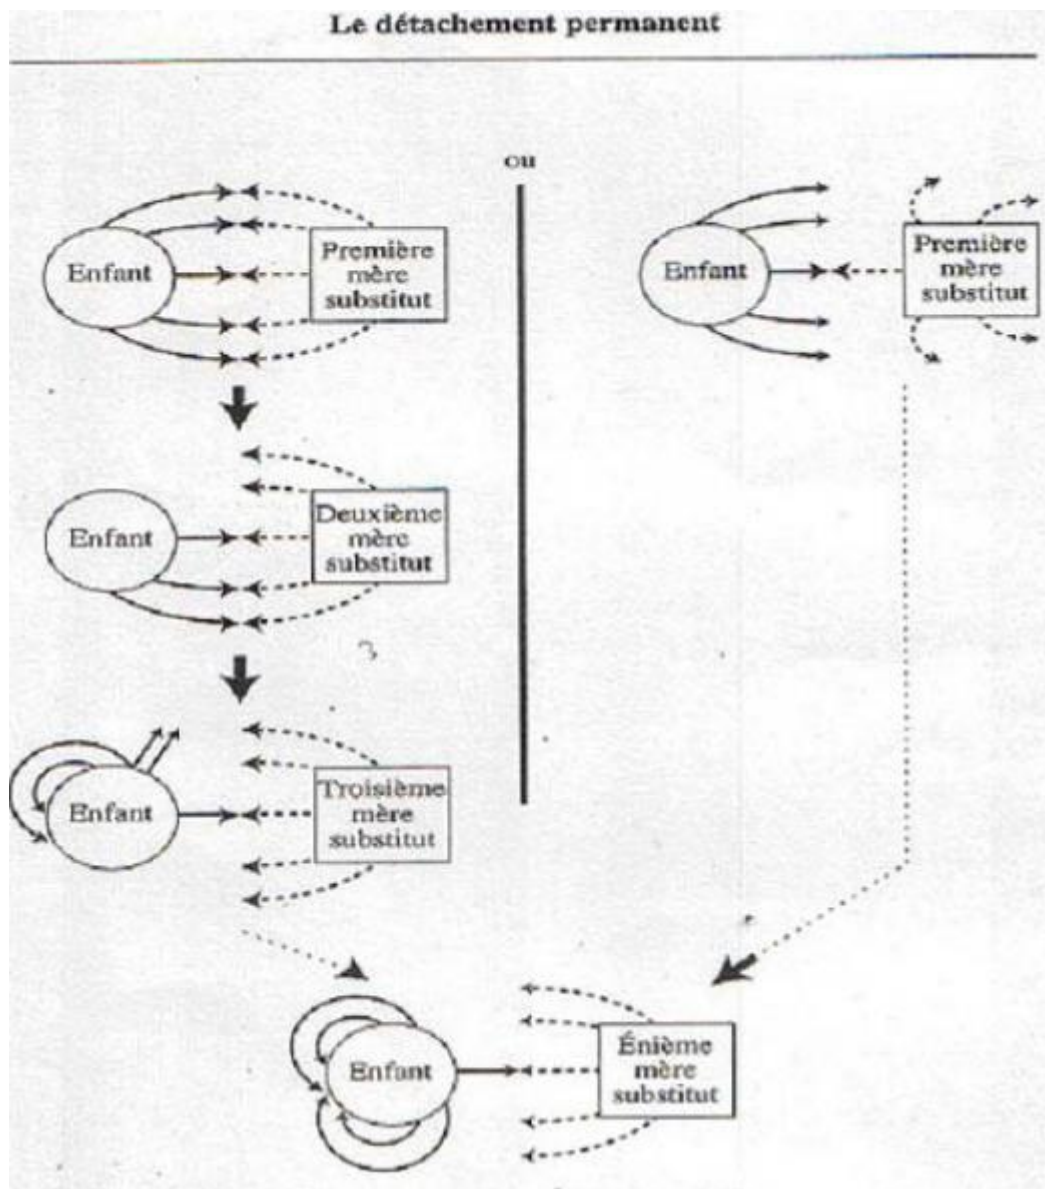 Le détachement permanent
ou
Enfant
Première
mère
substitut
Enfant
Première
mère
substitut
Enfant
Deuxième
mère
substitut
Enfant
Troisième
mère
substitut
Enfant
Énième
mère
substitut